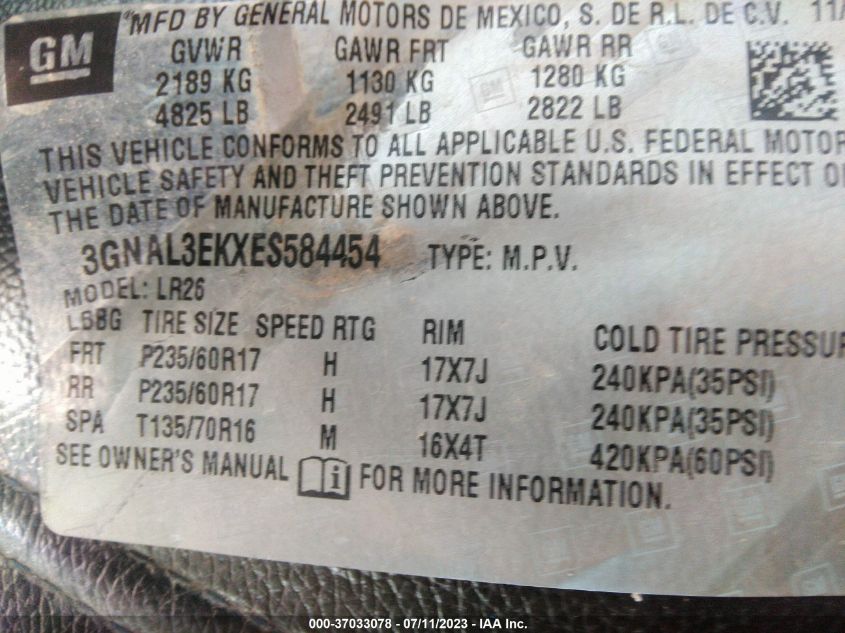 GM
"MFD BY GENERAL MOTORS DE MEXICO, S. DE R.L. DE C.V. 11/
GVWR GAWR FRT GAWR RR
2189 KG 1130 KG 1280 KG
4825 LB 2491 LB 2822 LB
THIS VEHICLE CONFORMS TO ALL APPLICABLE U.S. FEDERAL MOTOR
VEHICLE SAFETY AND THEFT PREVENTION STANDARDS IN EFFECT O
THE DATE OF MANUFACTURE SHOWN ABOVE.
3GNAL3EKXES584454 TYPE: M.P.V.
MODEL: LR26
TIRE SIZE SPEED RTG RIM COLD TIRE PRESSUR
FRT P235/60R17 H 17X7J 240KPA(35PSI)
RR P235/60R17 H 17X7J 240KPA(35PSI)
SPA T135/70R16 M 16X4T 420KPA(60PSI)
SEE OWNER'S MANUAL i FOR MORE INFORMATION.
000-37033078 - 07/11/2023 - IAA Inc.